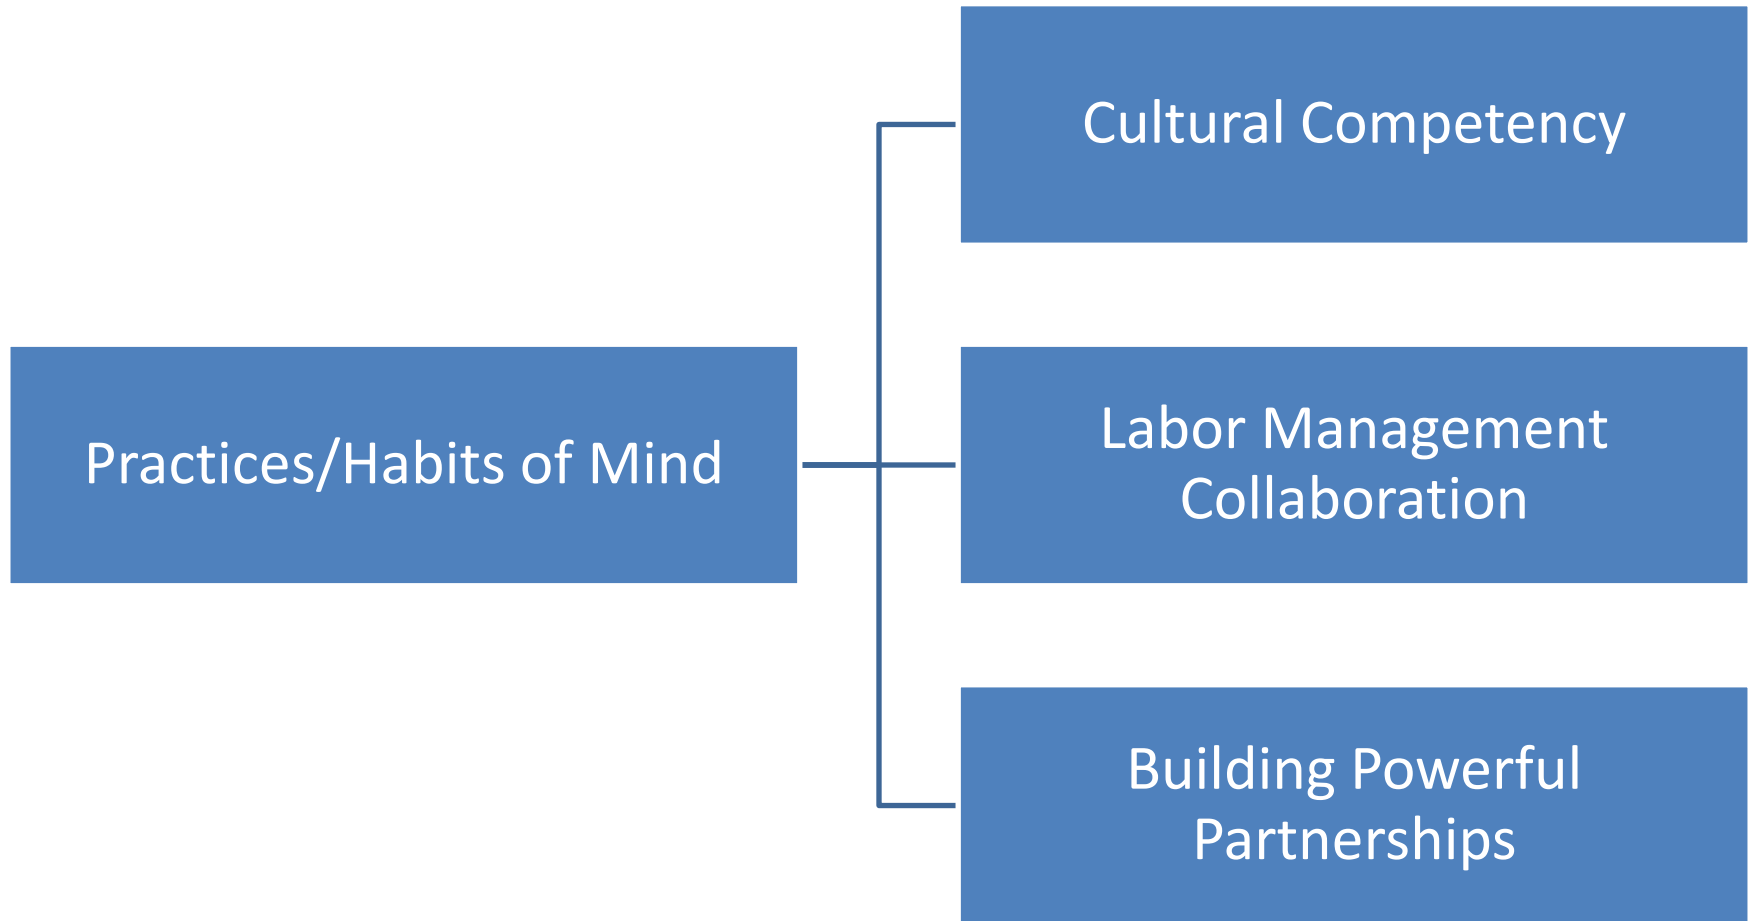 Cultural Competency
Practices/Habits of Mind
Labor Management
Collaboration
Building Powerful
Partnerships